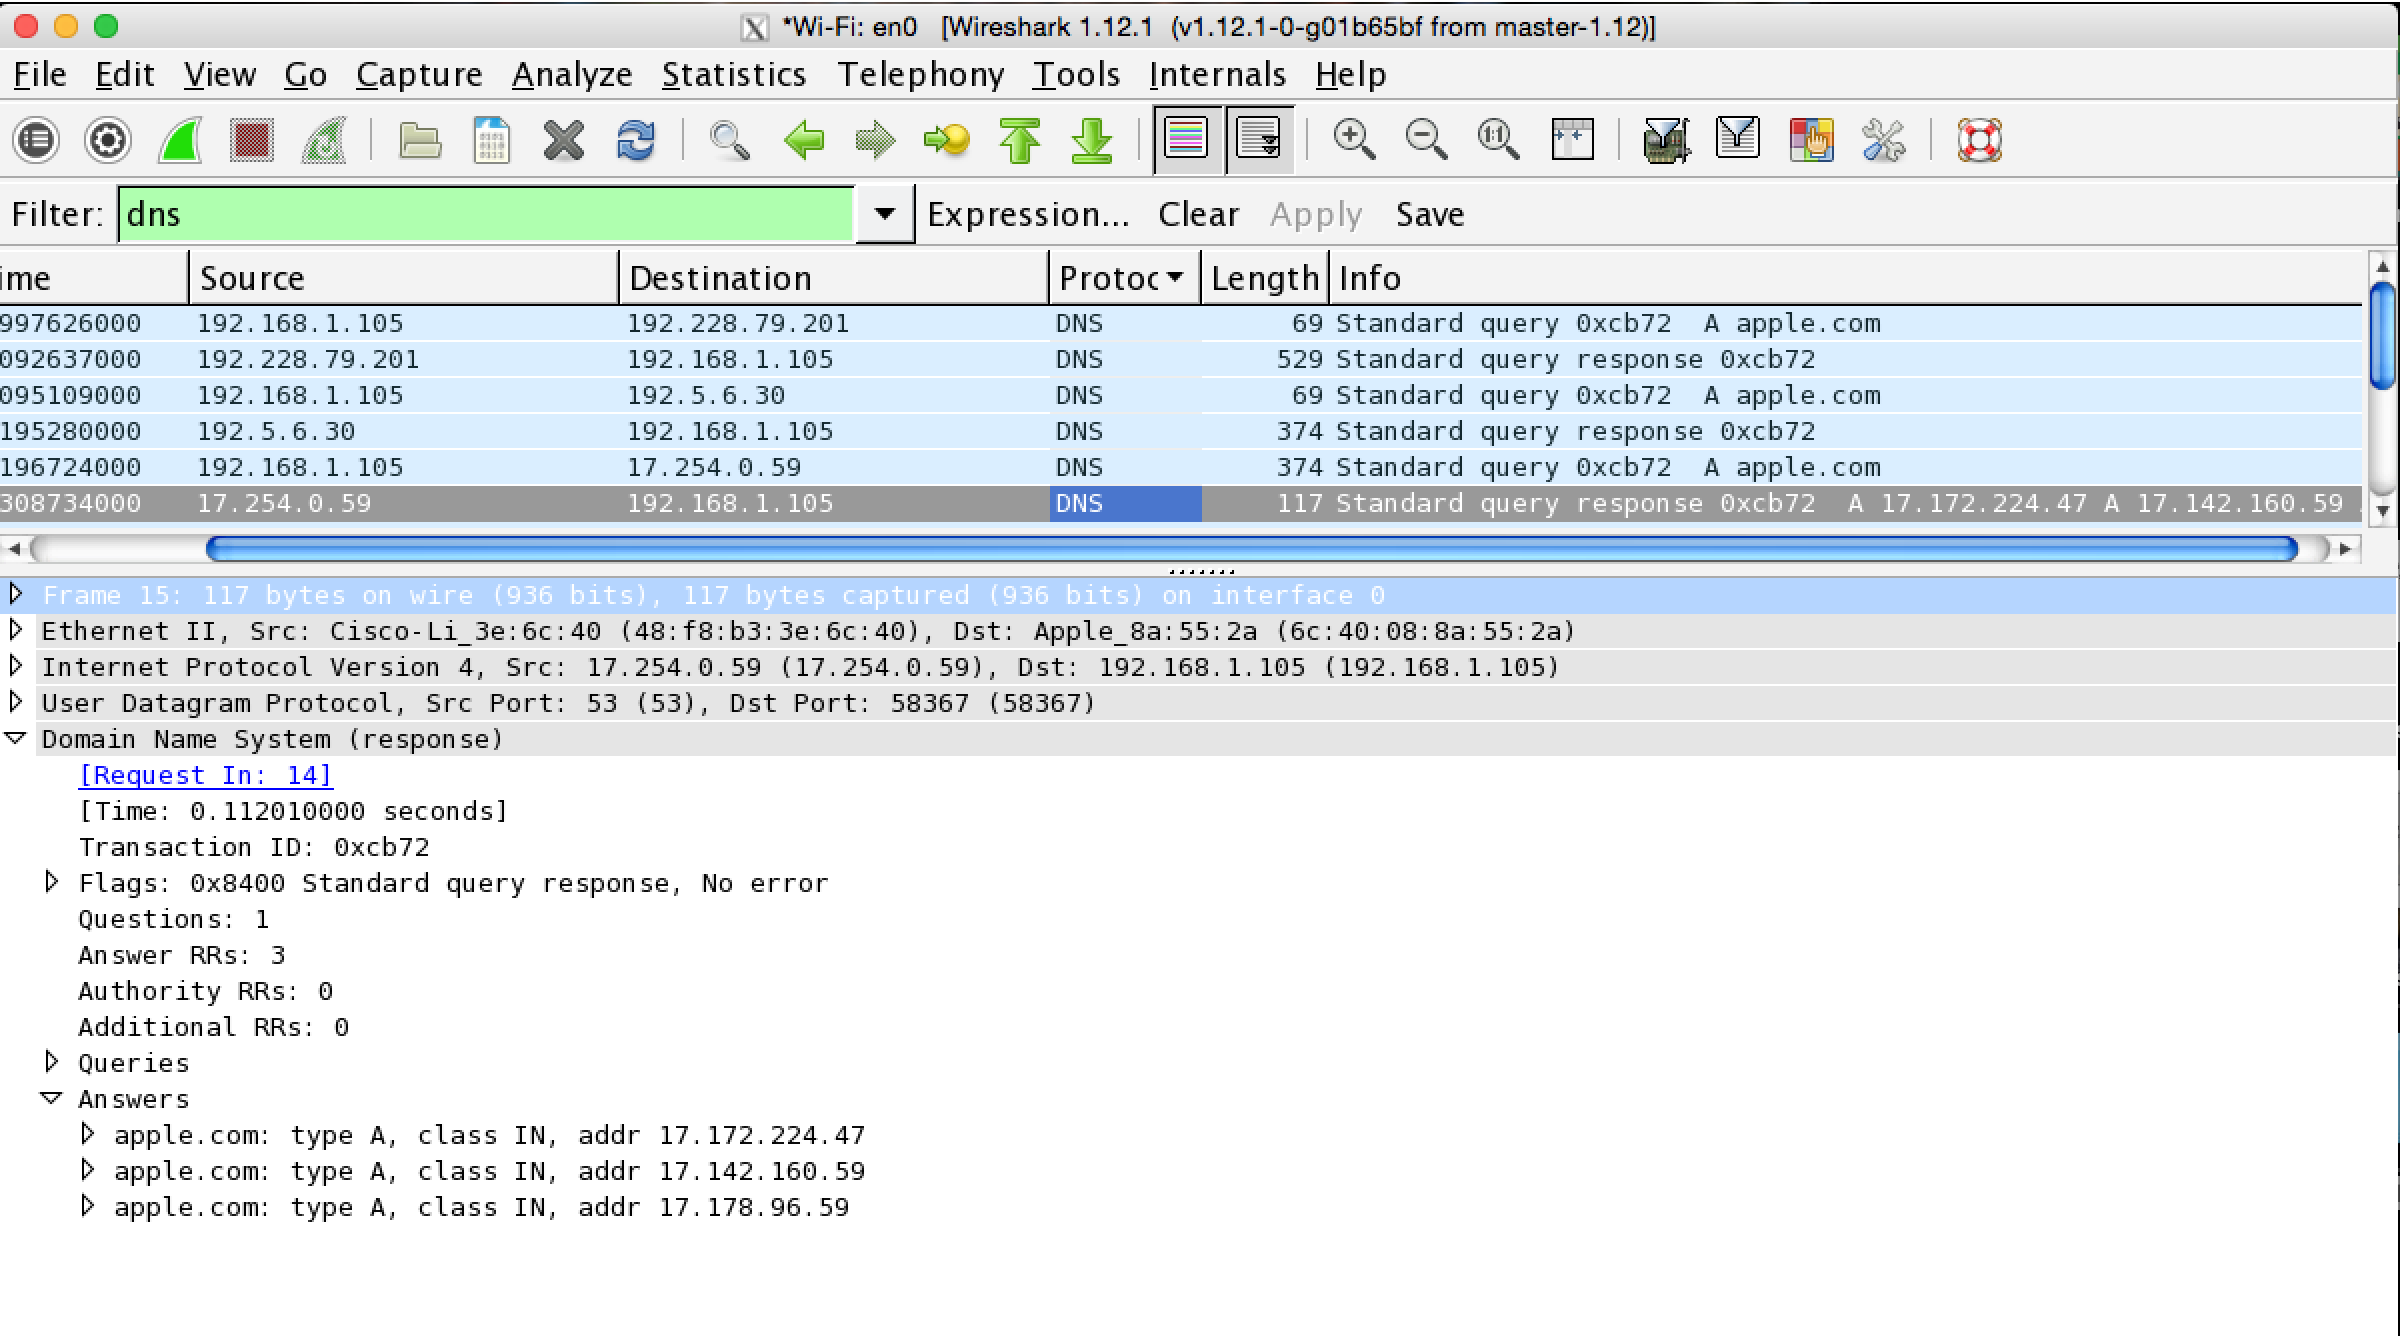 *Wi-Fi: en0 [Wireshark 1.12.1 (v1.12.1-0-g01b65bf from master-1.12)]
File Edit View Go Capture Analyze Statistics Telephony Tools Internals Help
Filter: dns Expression... Clear Apply Save
ime Source Destination Protoc Length Info
997626000 192.168.1.105 192.228.79.201 DNS 69 Standard query 0xcb72 A apple.com
092637000 192.228.79.201 192.168.1.105 DNS 529 Standard query response 0xcb72
095109000 192.168.1.105 192.5.6.30 DNS 69 Standard query 0xcb72 A apple.com
195280000 192.5.6.30 192.168.1.105 DNS 374 Standard query response 0xcb72
196724000 192.168.1.105 17.254.0.59 DNS 374 Standard query 0xcb72 A apple.com
308734000 17.254.0.59 192.168.1.105 DNS 117 Standard query response 0xcb72 A 17.172.224.47 A 17.142.160.59
Frame 15: 117 bytes on wire (936 bits), 117 bytes captured (936 bits) on interface 0
Ethernet II, Src: Cisco-Li_3e:6c:40 (48:f8:b3:3e:6c:40), Dst: Apple_8a:55:2a (6c:40:08:8a:55:2a)
Internet Protocol Version 4, Src: 17.254.0.59 (17.254.0.59), Dst: 192.168.1.105 (192.168.1.105)
User Datagram Protocol, Src Port: 53 (53), Dst Port: 58367 (58367)
Domain Name System (response)
[Request In: 14]
[Time: 0.112010000 seconds]
Transaction ID: 0xcb72
Flags: 0x8400 Standard query response, No error
Questions: 1
Answer RRs: 3
Authority RRs: 0
Additional RRs: 0
Queries
Answers
apple.com: type A, class IN, addr 17.172.224.47
apple.com: type A, class IN, addr 17.142.160.59
apple.com: type A, class IN, addr 17.178.96.59